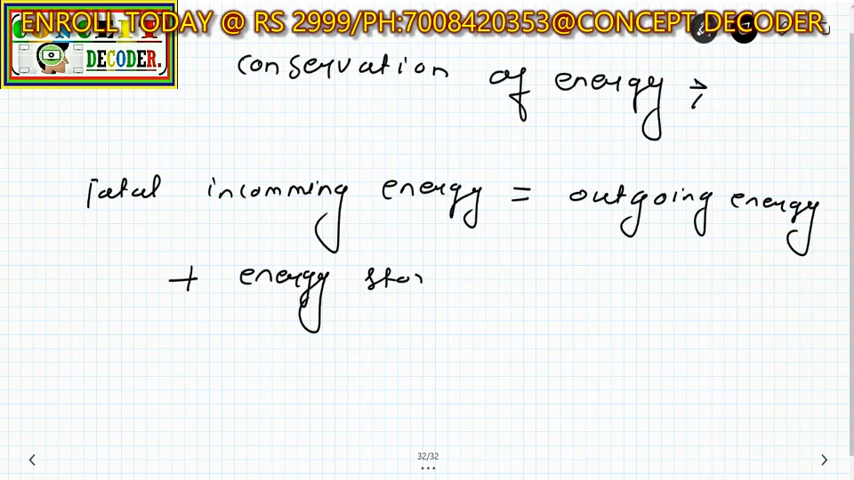 ENROLL TODAY @ RS 2999/PH:7008420353@CONCEPT DECODER.
DECODER.
conservation of energy :
Total incomming energy = outgoing energy
+ energy stor
32/32